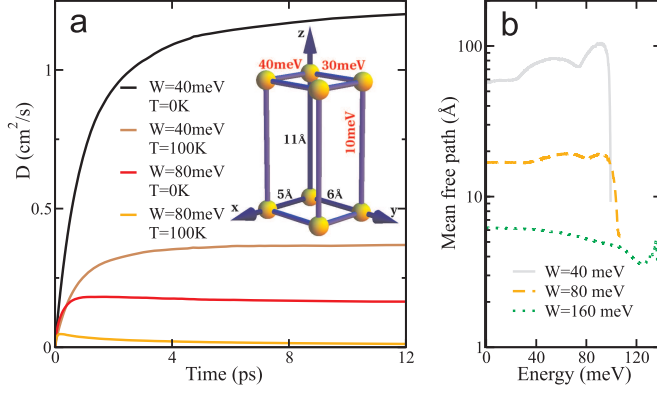 a
D (cm²/s)
1
0.5
0
0
4
8
12
Time (ps)
W=40meV
T=0K
W=40meV
T=100K
W=80meV
T=0K
W=80meV
T=100K
z
40meV
30meV
11Å
10meV
5Å
6Å
x
y
b
Mean free path (Å)
100
10
1
0
40
80
120
Energy (meV)
W=40 meV
W=80 meV
W=160 meV